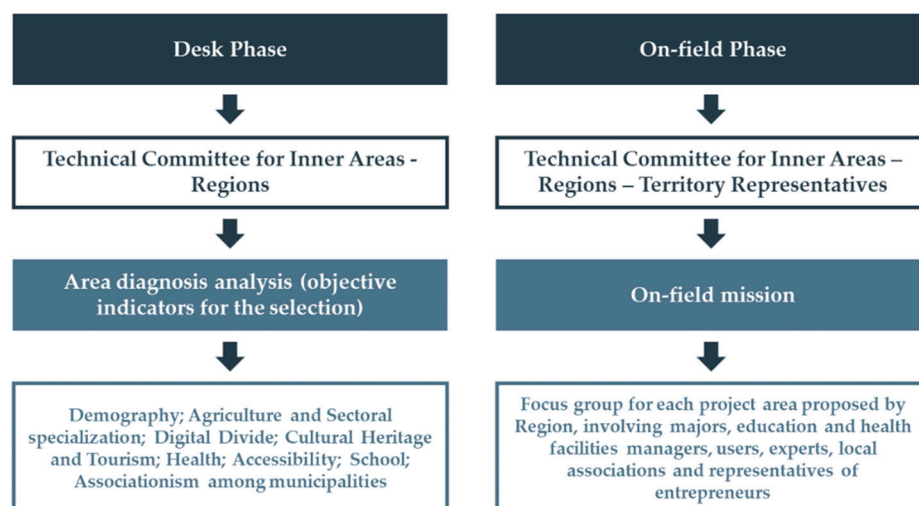 Desk Phase
Technical Committee for Inner Areas -
Regions
Area diagnosis analysis (objective
indicators for the selection)
Demography; Agriculture and Sectoral
specialization; Digital Divide; Cultural Heritage
and Tourism; Health; Accessibility; School;
Associationism among municipalities
On-field Phase
Technical Committee for Inner Areas –
Regions – Territory Representatives
On-field mission
Focus group for each project area proposed by
Region, involving majors, education and health
facilities managers, users, experts, local
associations and representatives of
entrepreneurs